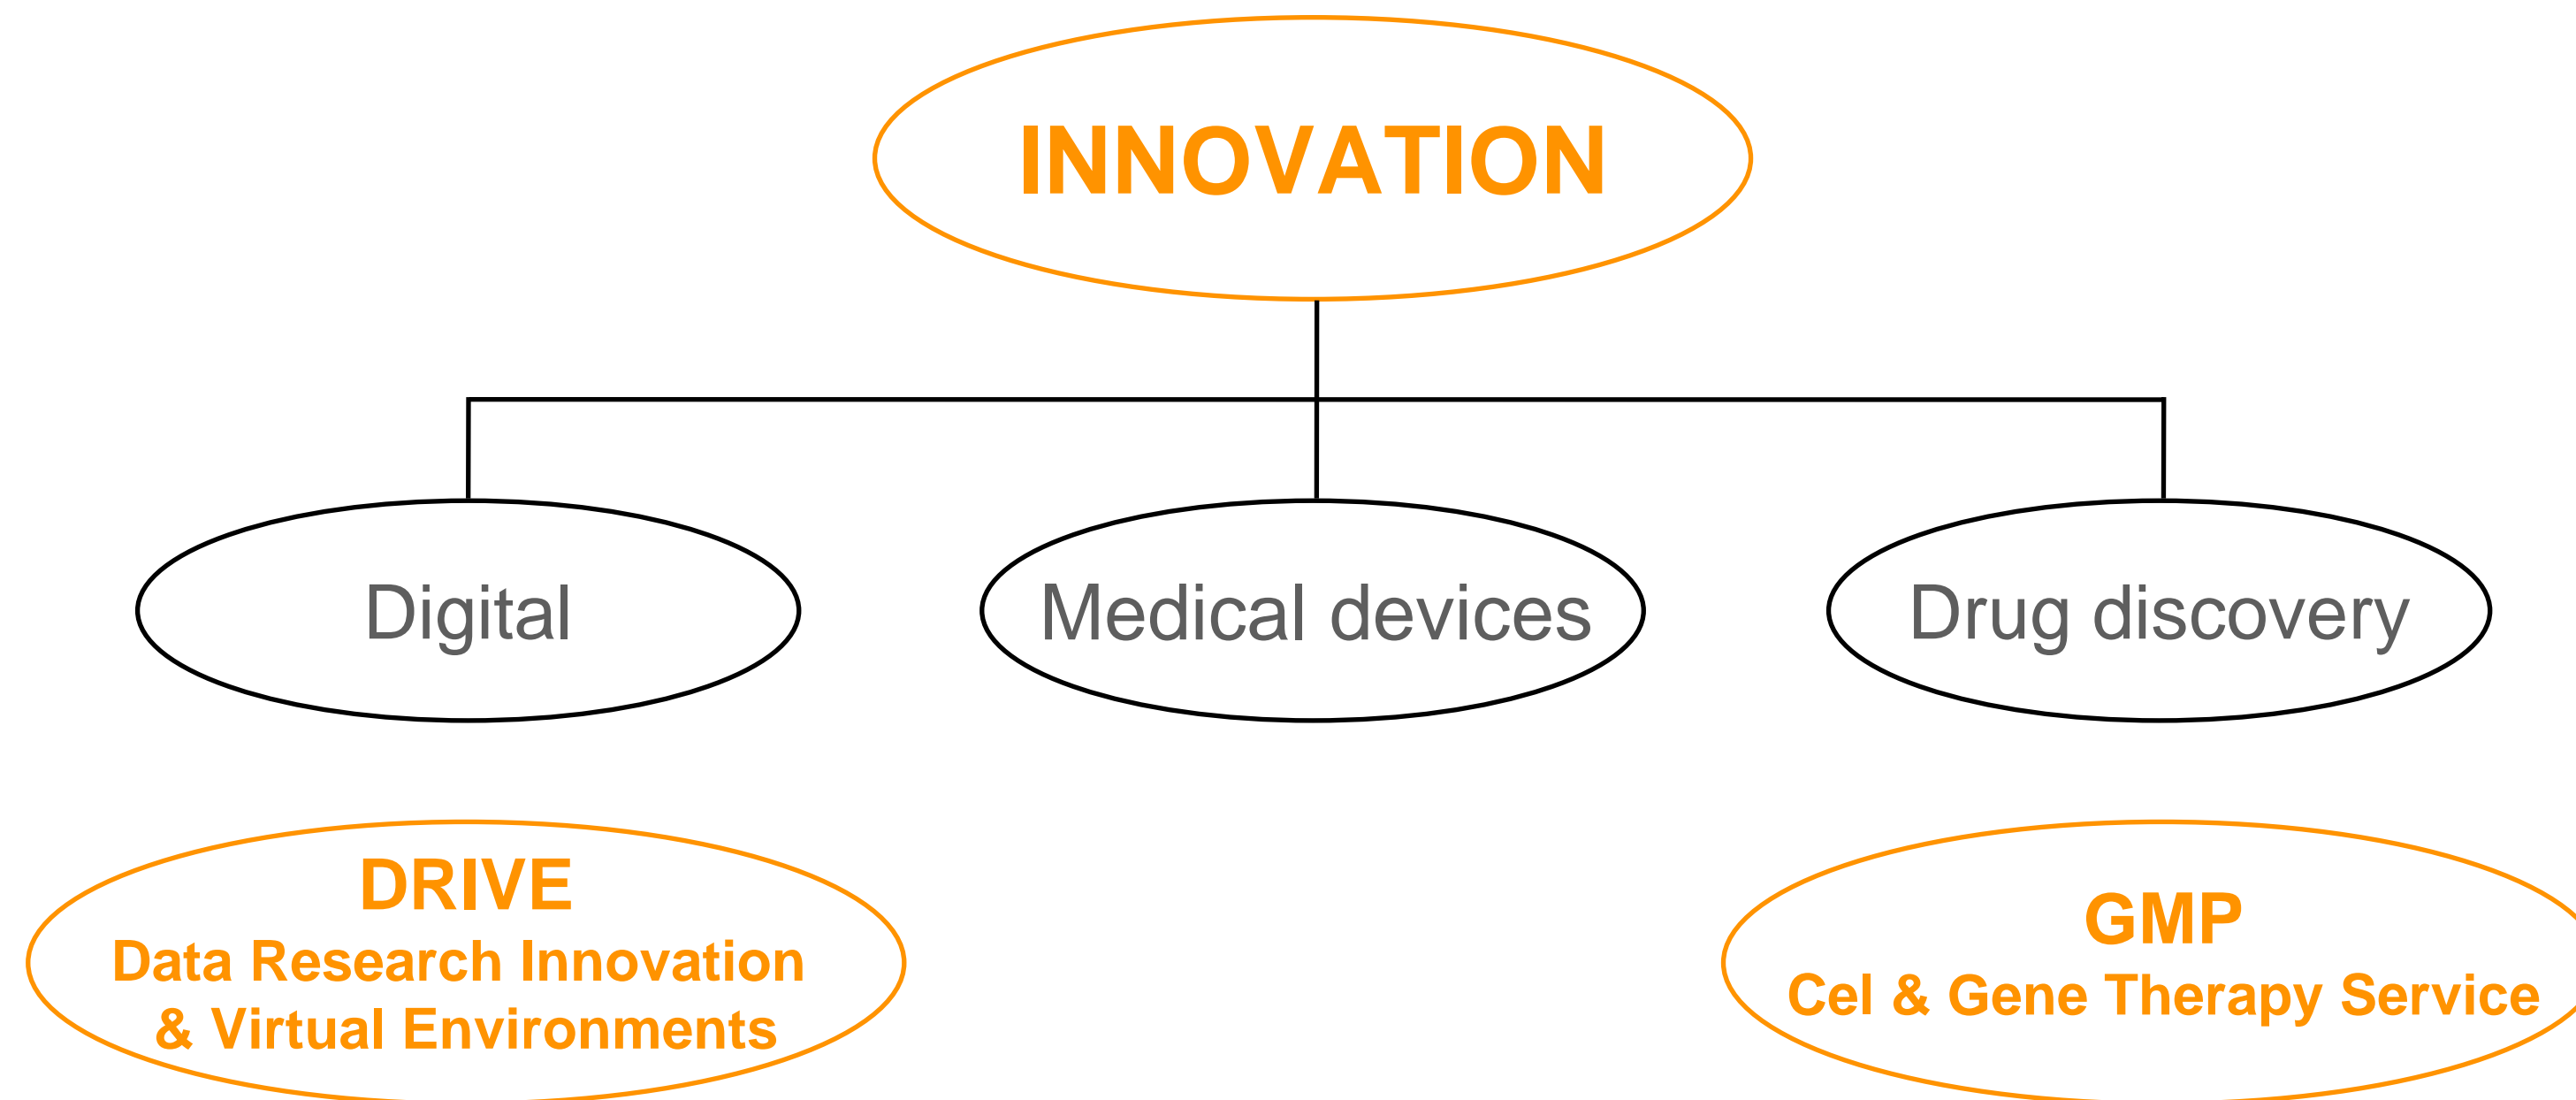 INNOVATION
Digital
Medical devices
Drug discovery
DRIVE
Data Research Innovation
& Virtual Environments
GMP
Cel & Gene Therapy Service